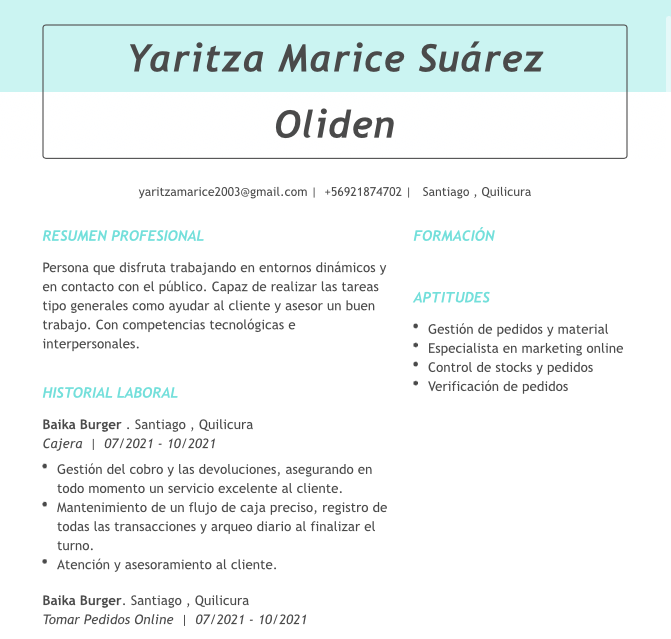 Yaritza Marice Suárez
Oliden
yaritzamarice2003@gmail.com | +56921874702 | Santiago , Quilicura
RESUMEN PROFESIONAL
Persona que disfruta trabajando en entornos dinámicos y
en contacto con el público. Capaz de realizar las tareas
tipo generales como ayudar al cliente y asesor un buen
trabajo. Con competencias tecnológicas e
interpersonales.
HISTORIAL LABORAL
Baika Burger . Santiago , Quilicura
Cajera | 07/2021 - 10/2021
• Gestión del cobro y las devoluciones, asegurando en
todo momento un servicio excelente al cliente.
• Mantenimiento de un flujo de caja preciso, registro de
todas las transacciones y arqueo diario al finalizar el
turno.
• Atención y asesoramiento al cliente.
Baika Burger. Santiago , Quilicura
Tomar Pedidos Online | 07/2021 - 10/2021
FORMACIÓN
APTITUDES
• Gestión de pedidos y material
• Especialista en marketing online
• Control de stocks y pedidos
• Verificación de pedidos